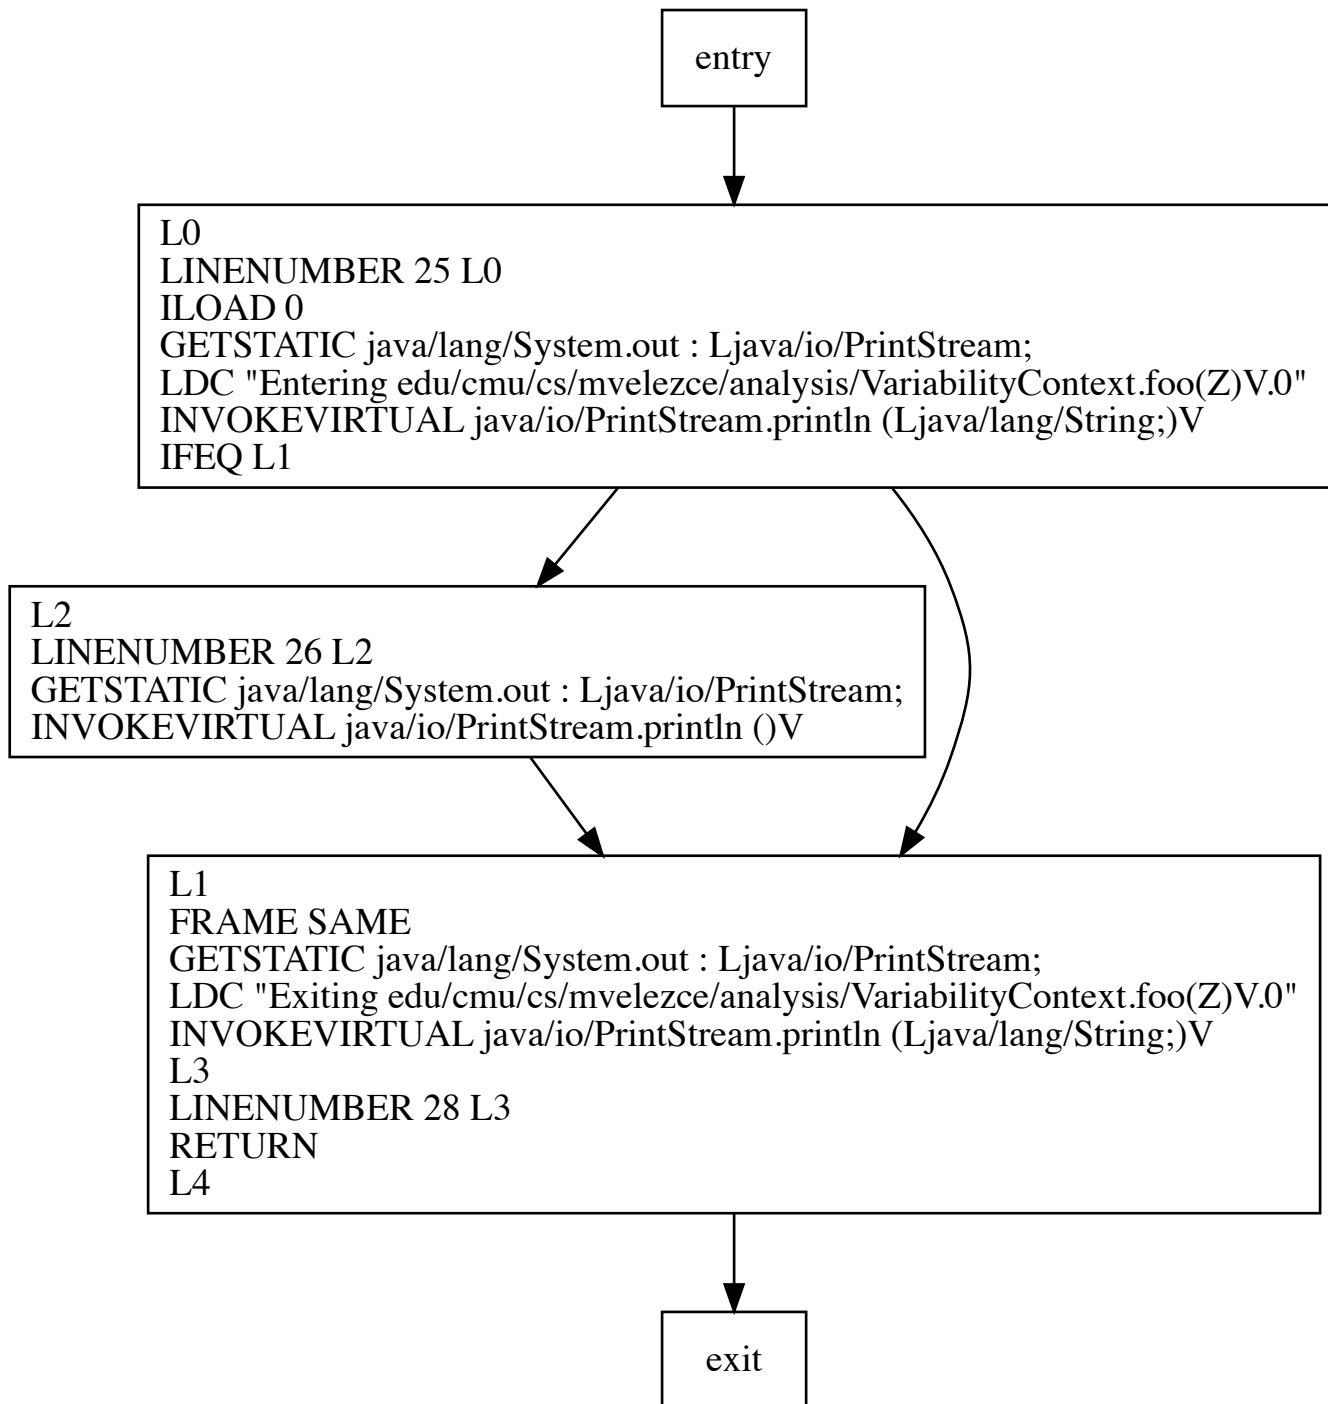 entry
L0
LINENUMBER 25 L0
ILOAD 0
GETSTATIC java/lang/System.out : Ljava/io/PrintStream;
LDC "Entering edu/cmu/cs/mvelezce/analysis/VariabilityContext.foo(Z)V.0"
INVOKEVIRTUAL java/io/PrintStream.println (Ljava/lang/String;)V
IFEQ L1
L2
LINENUMBER 26 L2
GETSTATIC java/lang/System.out : Ljava/io/PrintStream;
INVOKEVIRTUAL java/io/PrintStream.println ()V
L1
FRAME SAME
GETSTATIC java/lang/System.out : Ljava/io/PrintStream;
LDC "Exiting edu/cmu/cs/mvelezce/analysis/VariabilityContext.foo(Z)V.0"
INVOKEVIRTUAL java/io/PrintStream.println (Ljava/lang/String;)V
L3
LINENUMBER 28 L3
RETURN
L4
exit